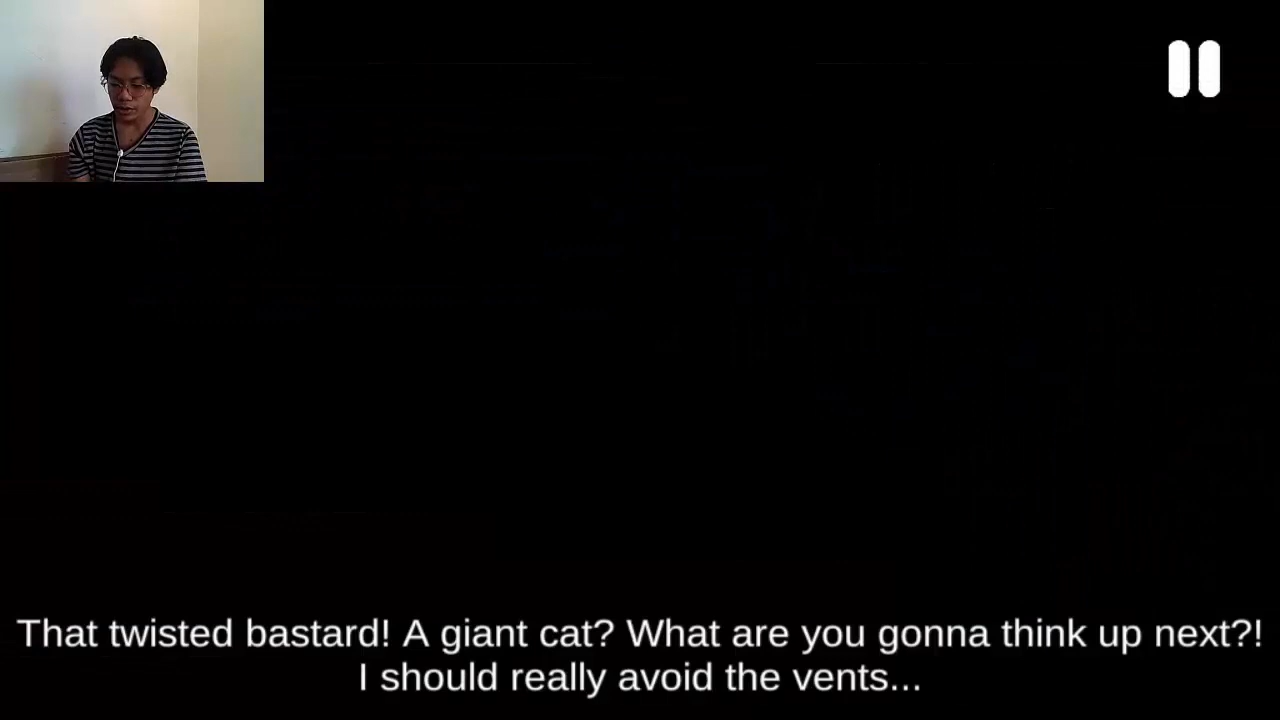 That twisted bastard! A giant cat? What are you gonna think up next?!
I should really avoid the vents...